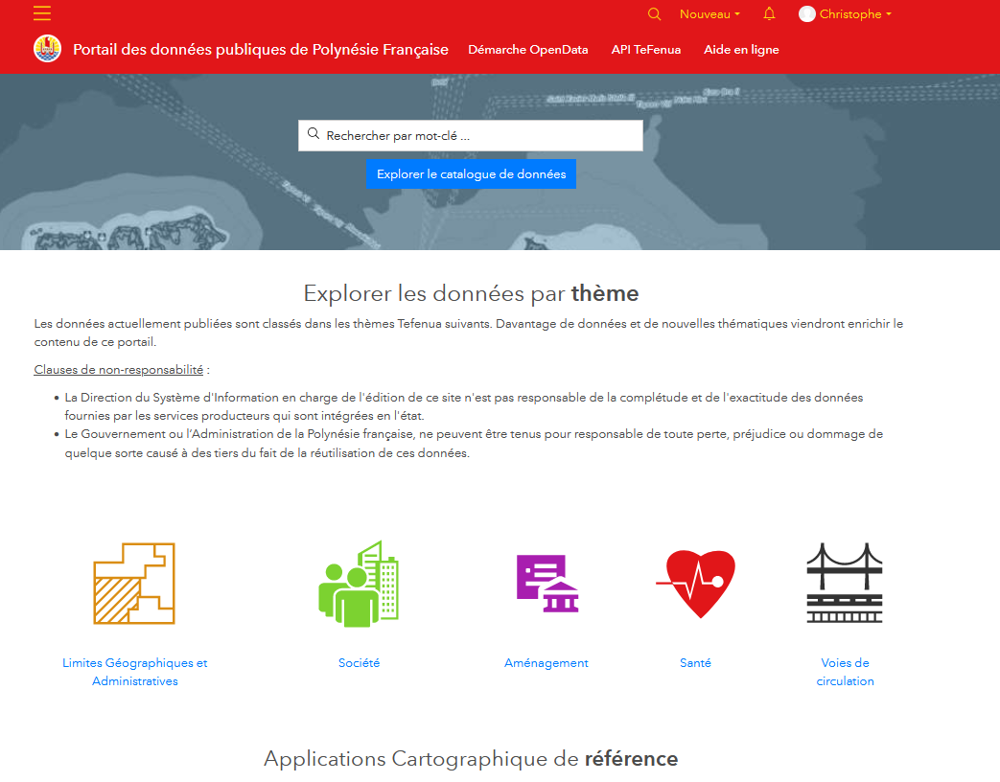 Nouveau
Christophe
Portail des données publiques de Polynésie Française
Démarche OpenData
API TeFenua
Aide en ligne
Rechercher par mot-clé ...
Explorer le catalogue de données
Explorer les données par thème
Les données actuellement publiées sont classés dans les thèmes Tefenua suivants. Davantage de données et de nouvelles thématiques viendront enrichir le
contenu de ce portail.
Clauses de non-responsabilité :
La Direction du Système d'Information en charge de l'édition de ce site n'est pas responsable de la complétude et de l'exactitude des données
fournies par les services producteurs qui sont intégrées en l'état.
Le Gouvernement ou l’Administration de la Polynésie française, ne peuvent être tenus pour responsable de toute perte, préjudice ou dommage de
quelque sorte causé à des tiers du fait de la réutilisation de ces données.
Limites Géographiques et
Administratives
Société
Aménagement
Santé
Voies de
circulation
Applications Cartographique de référence